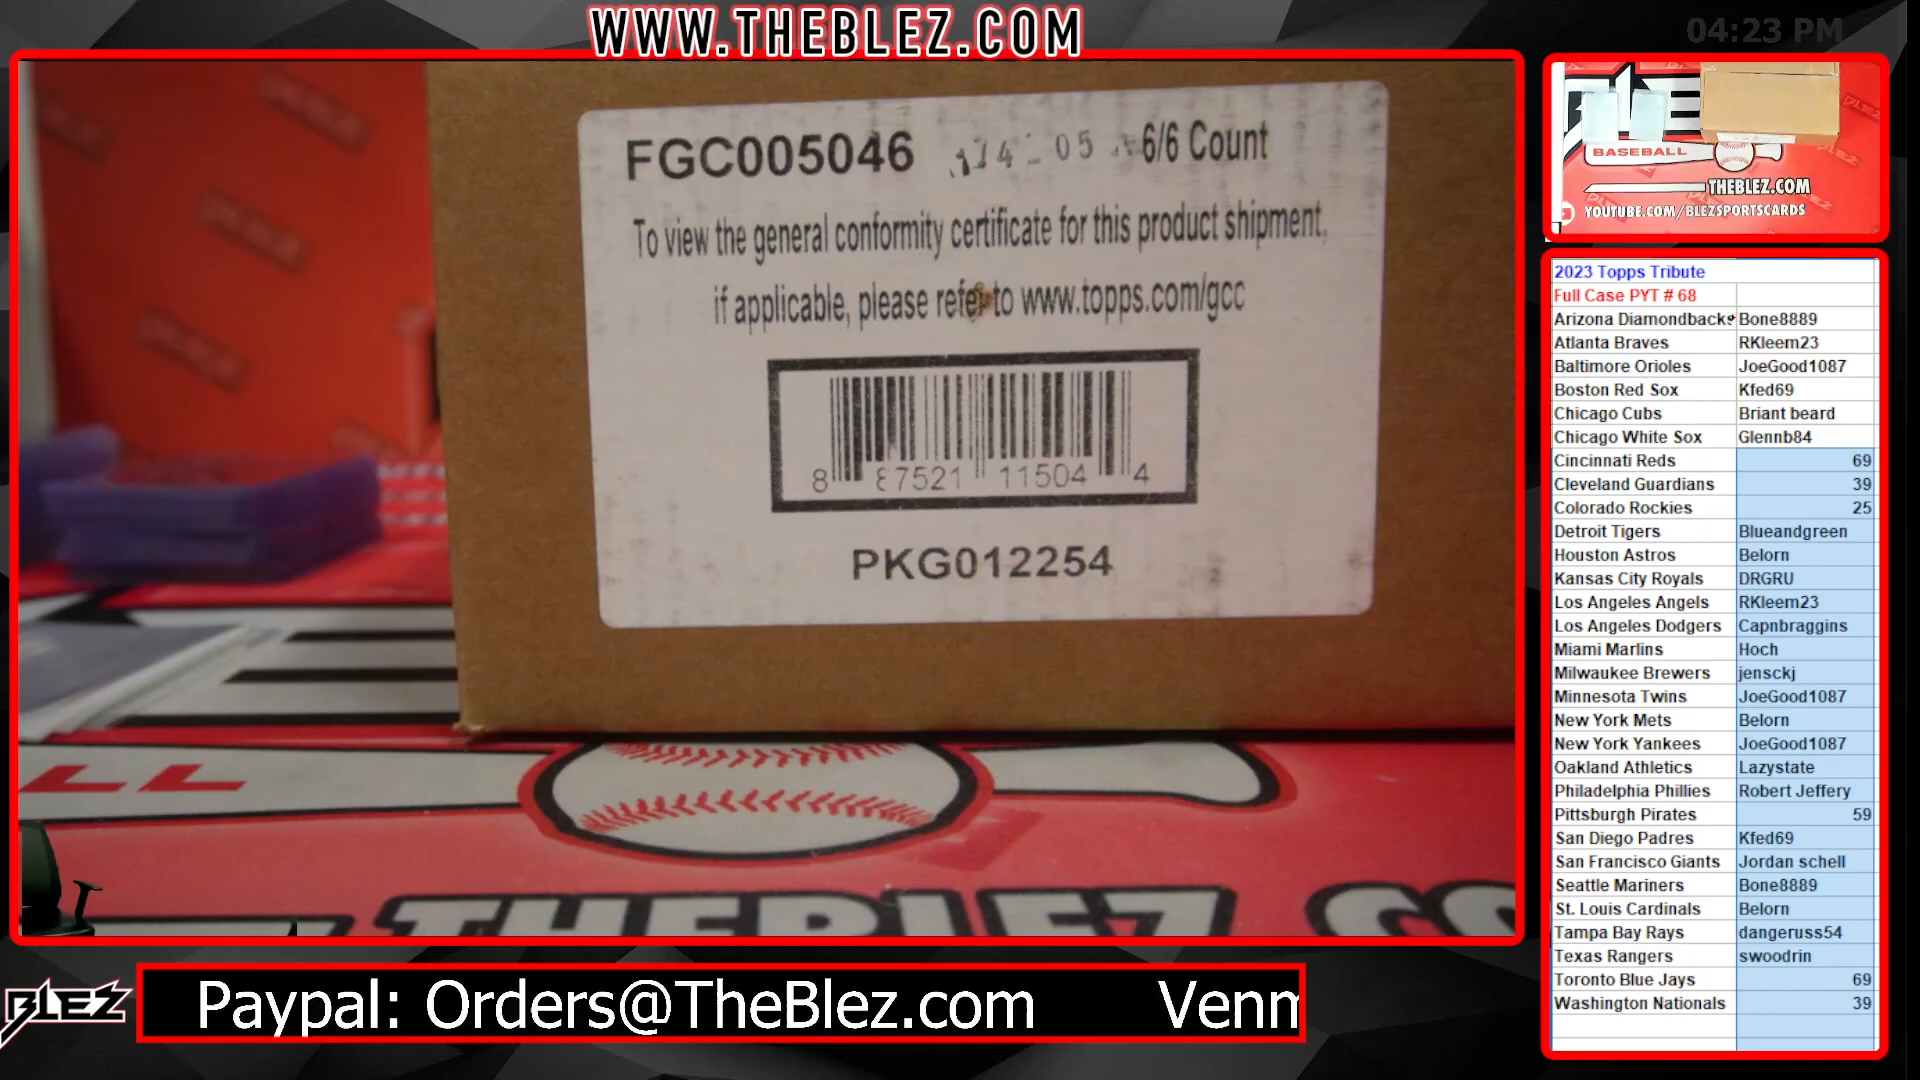 WWW.THEBLEZ.COM
04:23 PM
FGC005046
6/6 Count
To view the general conformity certificate for this product shipment,
if applicable, please refer to www.topps.com/gcc
8 87521 11504 4
PKG012254
THEBLEZ CO
BASEBALL
THEBLEZ.COM
YOUTUBE.COM/BLEZSPORTSCARDS
2023 Topps Tribute
Full Case PYT # 68
Arizona Diamondbacks Bone8889
Atlanta Braves RKleem23
Baltimore Orioles JoeGood1087
Boston Red Sox Kfed69
Chicago Cubs Briant beard
Chicago White Sox Glennb84
Cincinnati Reds 69
Cleveland Guardians 39
Colorado Rockies 25
Detroit Tigers Blueandgreen
Houston Astros Belorn
Kansas City Royals DRGRU
Los Angeles Angels RKleem23
Los Angeles Dodgers Capnbraggins
Miami Marlins Hoch
Milwaukee Brewers jensckj
Minnesota Twins JoeGood1087
New York Mets Belorn
New York Yankees JoeGood1087
Oakland Athletics Lazystate
Philadelphia Phillies Robert Jeffery
Pittsburgh Pirates 59
San Diego Padres Kfed69
San Francisco Giants Jordan schell
Seattle Mariners Bone8889
St. Louis Cardinals Belorn
Tampa Bay Rays dangeruss54
Texas Rangers swoodrin
Toronto Blue Jays 69
Washington Nationals 39
BLEZ
Paypal: Orders@TheBlez.com Venm